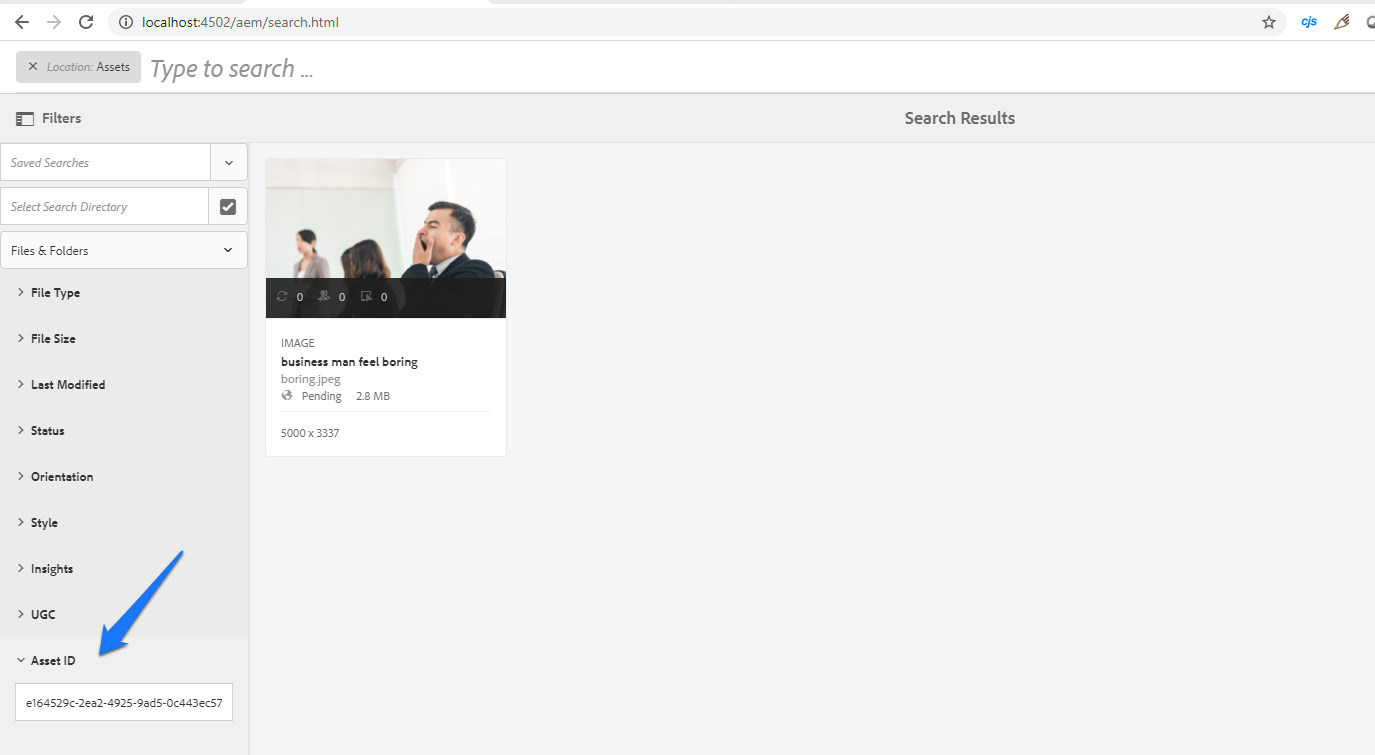 localhost:4502/aem/search.html
cjs
Location: Assets
Type to search ...
Filters
Search Results
Saved Searches
Select Search Directory
Files & Folders
File Type
File Size
Last Modified
Status
Orientation
Style
Insights
UGC
Asset ID
e164529c-2ea2-4925-9ad5-0c443ec57
0 0 0
IMAGE
business man feel boring
boring.jpeg
Pending 2.8 MB
5000 x 3337